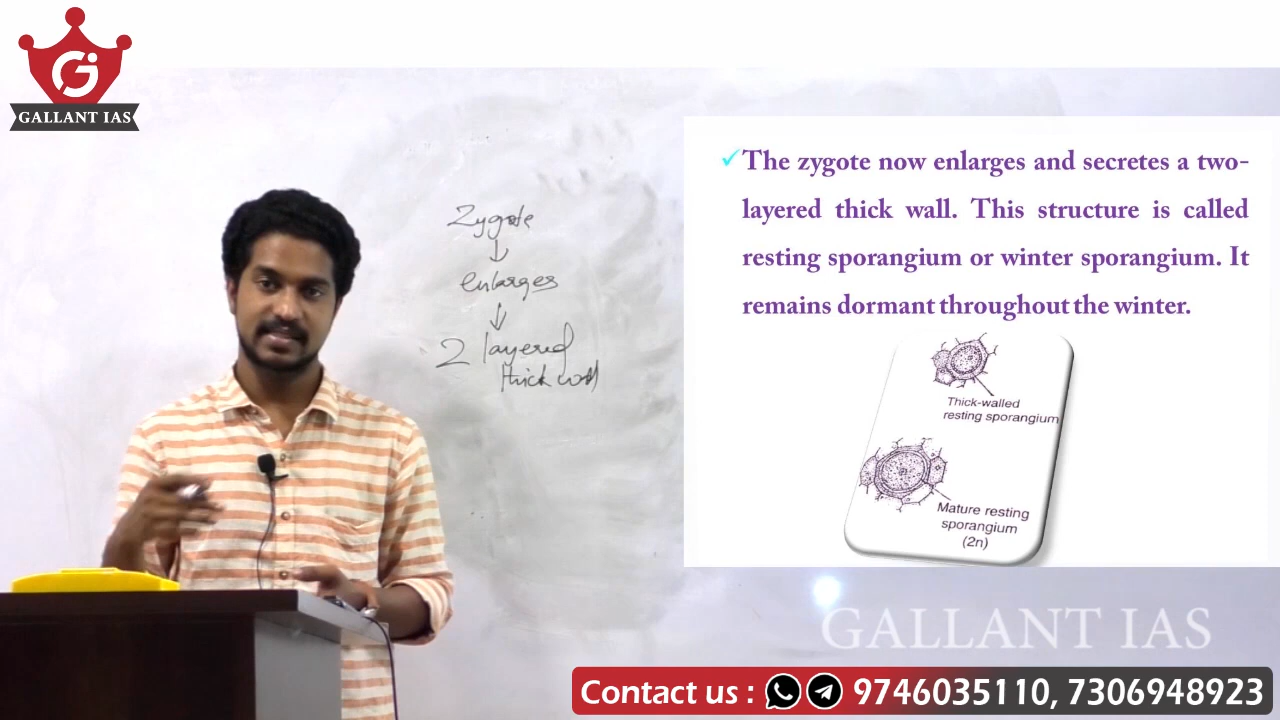 GALLANT IAS
Zygote
enlarges
2 layered
thick wall
The zygote now enlarges and secretes a two-
layered thick wall. This structure is called
resting sporangium or winter sporangium. It
remains dormant throughout the winter.
Thick-walled
resting sporangium
Mature resting
sporangium
(2n)
GALLANT IAS
Contact us : 9746035110, 7306948923